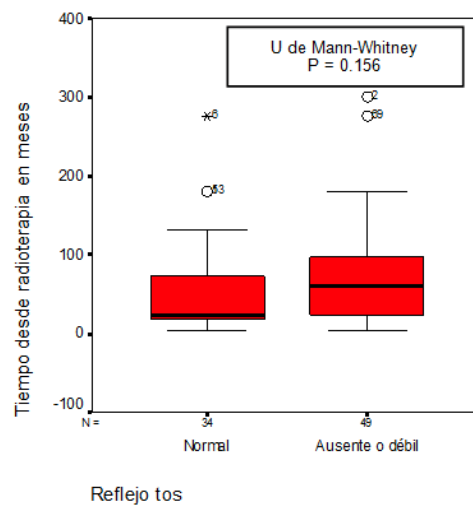 400
300
200
100
0
-100
Tiempo desde radioterapia en meses
U de Mann-Whitney
P = 0.156
6
53
2
69
N =
34
49
Normal
Ausente o débil
Reflejo tos